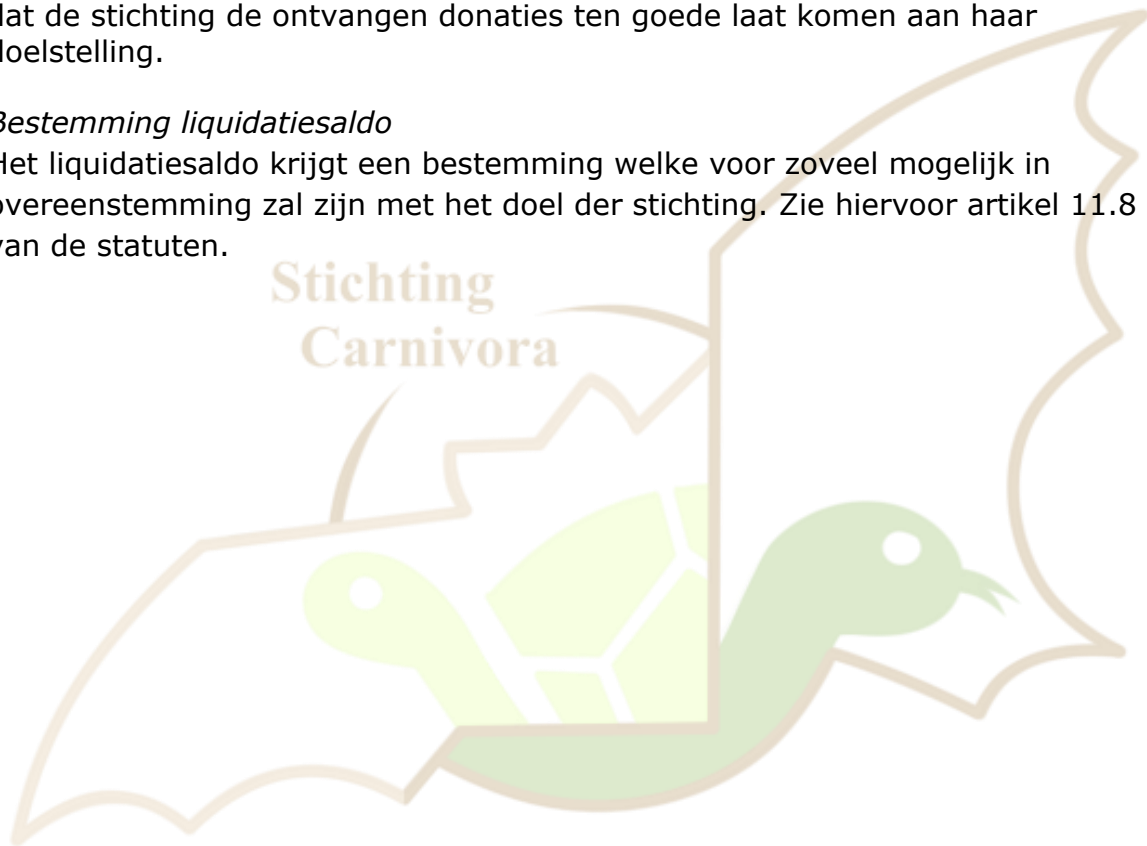 dat de stichting de ontvangen donaties ten goede laat komen aan haar
doelstelling.
Bestemming liquidatiesaldo
Het liquidatiesaldo krijgt een bestemming welke voor zoveel mogelijk in
overeenstemming zal zijn met het doel der stichting. Zie hiervoor artikel 11.8
van de statuten.
Stichting
Carnivora